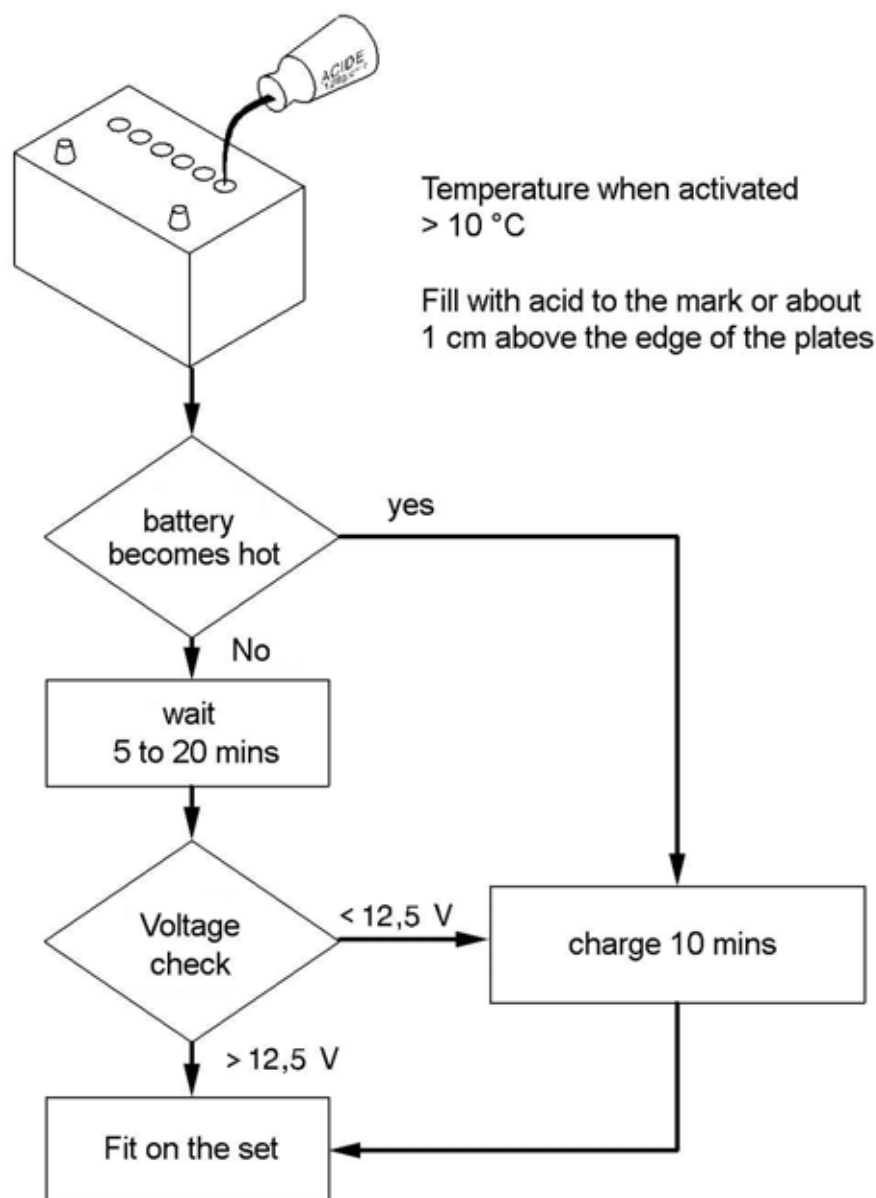 ACIDE
Temperature when activated
> 10 °C
Fill with acid to the mark or about
1 cm above the edge of the plates
battery
becomes hot
yes
No
wait
5 to 20 mins
Voltage
check
< 12,5 V
charge 10 mins
> 12,5 V
Fit on the set